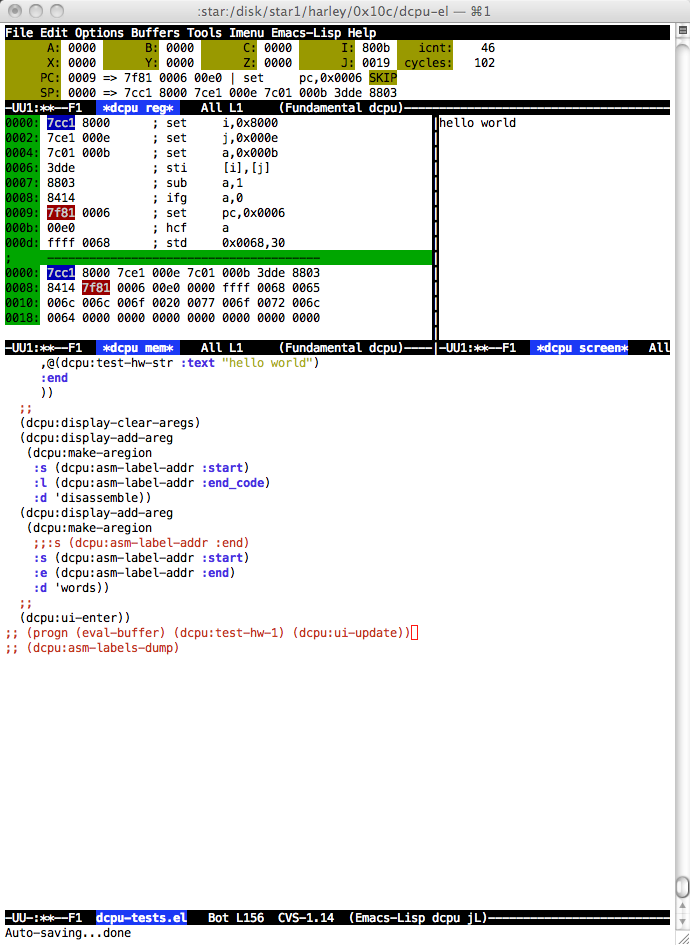 :star:/disk/star1/harley/0x10c/dcpu-el — ⌘1
File Edit Options Buffers Tools Imenu Emacs-Lisp Help
A: 0000 B: 0000 C: 0000 I: 800b icnt: 46
X: 0000 Y: 0000 Z: 0000 J: 0019 cycles: 102
PC: 0009 => 7f81 0006 00e0 | set pc,0x0006 SKIP
SP: 0000 => 7cc1 8000 7ce1 000e 7c01 000b 3dde 8803
-UU1:**--F1 *dcpu reg* All L1 (Fundamental dcpu)--------------------------------------
0000: 7cc1 8000 ; set i,0x8000
0002: 7ce1 000e ; set j,0x000e
0004: 7c01 000b ; set a,0x000b
0006: 3dde ; sti [i],[j]
0007: 8803 ; sub a,1
0008: 8414 ; ifg a,0
0009: 7f81 0006 ; set pc,0x0006
000b: 00e0 ; hcf a
000d: ffff 0068 ; std 0x0068,30
; ---------------------------------------
0000: 7cc1 8000 7ce1 000e 7c01 000b 3dde 8803
0008: 8414 7f81 0006 00e0 0000 ffff 0068 0065
0010: 006c 006c 006f 0020 0077 006f 0072 006c
0018: 0064 0000 0000 0000 0000 0000 0000 0000
-UU1:**--F1 *dcpu mem* All L1 (Fundamental dcpu)----
hello world
-UU1:**--F1 *dcpu screen* All
,@(dcpu:test-hw-str :text "hello world")
:end
))
;;
(dcpu:display-clear-aregs)
(dcpu:display-add-areg
(dcpu:make-aregion
:s (dcpu:asm-label-addr :start)
:l (dcpu:asm-label-addr :end_code)
:d 'disassemble))
(dcpu:display-add-areg
(dcpu:make-aregion
;;:s (dcpu:asm-label-addr :end)
:s (dcpu:asm-label-addr :start)
:e (dcpu:asm-label-addr :end)
:d 'words))
;;
(dcpu:ui-enter))
;; (progn (eval-buffer) (dcpu:test-hw-1) (dcpu:ui-update))
;; (dcpu:asm-labels-dump)
-UU-:**--F1 dcpu-tests.el Bot L156 CVS-1.14 (Emacs-Lisp dcpu jL)--------------------------
Auto-saving...done